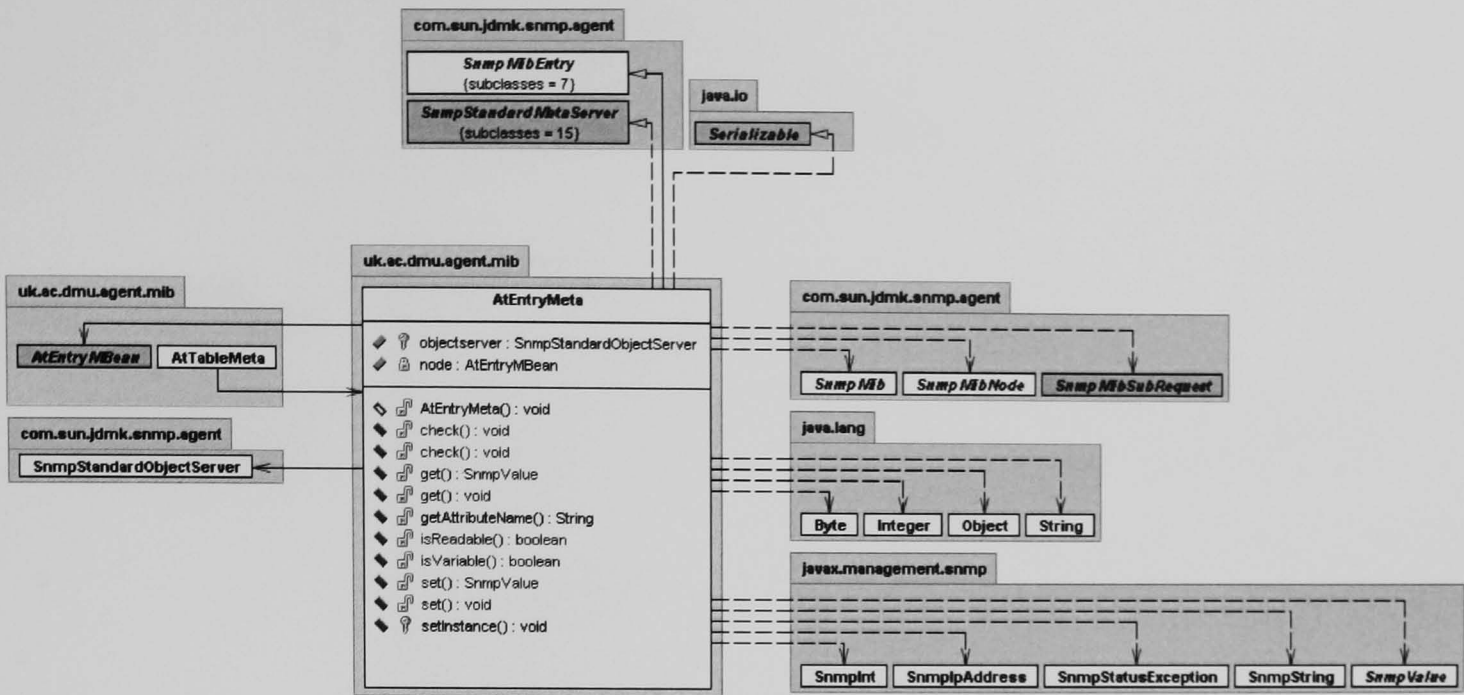 com.sun.jdmk.snmp.agent
SnmpMibEntry
{subclasses = 7}
SnmpStandardMetaServer
{subclasses = 15}
java.io
Serializable
uk.ac.dmu.agent.mib
AtEntryMBean
AtTableMeta
com.sun.jdmk.snmp.agent
SnmpStandardObjectServer
uk.ac.dmu.agent.mib
AtEntryMeta
objectserver : SnmpStandardObjectServer
node : AtEntryMBean
AtEntryMeta() : void
check() : void
check() : void
get() : SnmpValue
get() : void
getAttributeName() : String
isReadable() : boolean
isVariable() : boolean
set() : SnmpValue
set() : void
setInstance() : void
com.sun.jdmk.snmp.agent
SnmpMib
SnmpMibNode
SnmpMibSubRequest
java.lang
Byte
Integer
Object
String
javax.management.snmp
SnmpInt
SnmpIpAddress
SnmpStatusException
SnmpString
SnmpValue